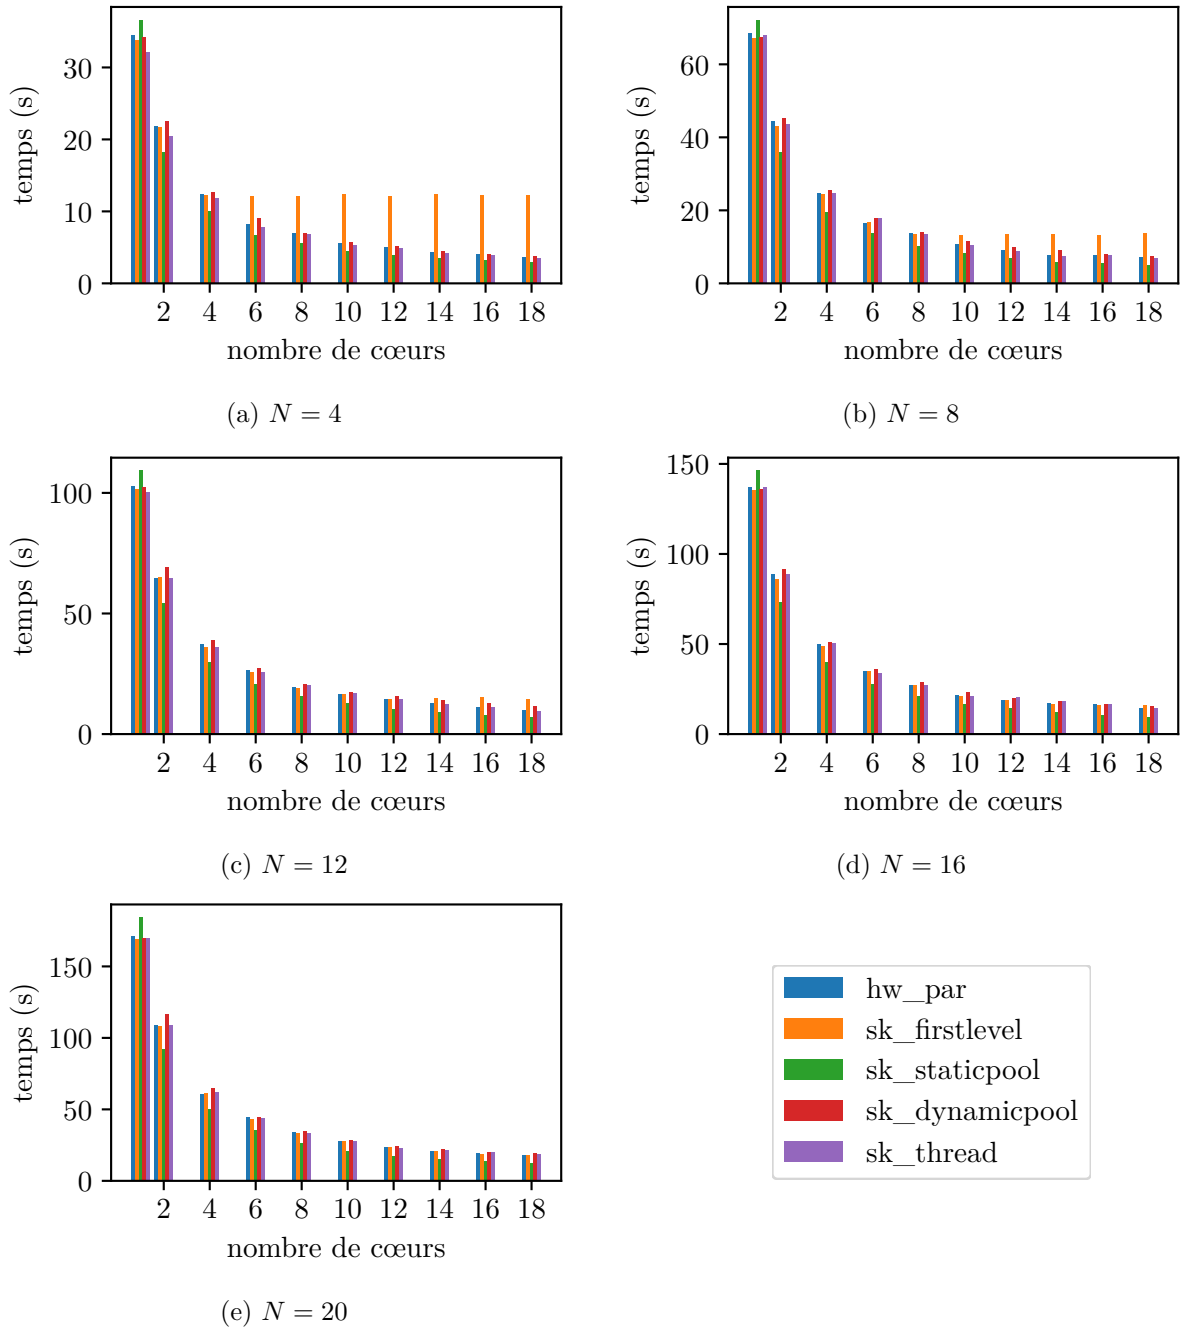 temps (s)
30
20
10
0
2 4 6 8 10 12 14 16 18
nombre de cœurs
(a) N = 4
temps (s)
60
40
20
0
2 4 6 8 10 12 14 16 18
nombre de cœurs
(b) N = 8
temps (s)
100
50
0
2 4 6 8 10 12 14 16 18
nombre de cœurs
(c) N = 12
temps (s)
150
100
50
0
2 4 6 8 10 12 14 16 18
nombre de cœurs
(d) N = 16
temps (s)
150
100
50
0
2 4 6 8 10 12 14 16 18
nombre de cœurs
(e) N = 20
hw_par
sk_firstlevel
sk_staticpool
sk_dynamicpool
sk_thread